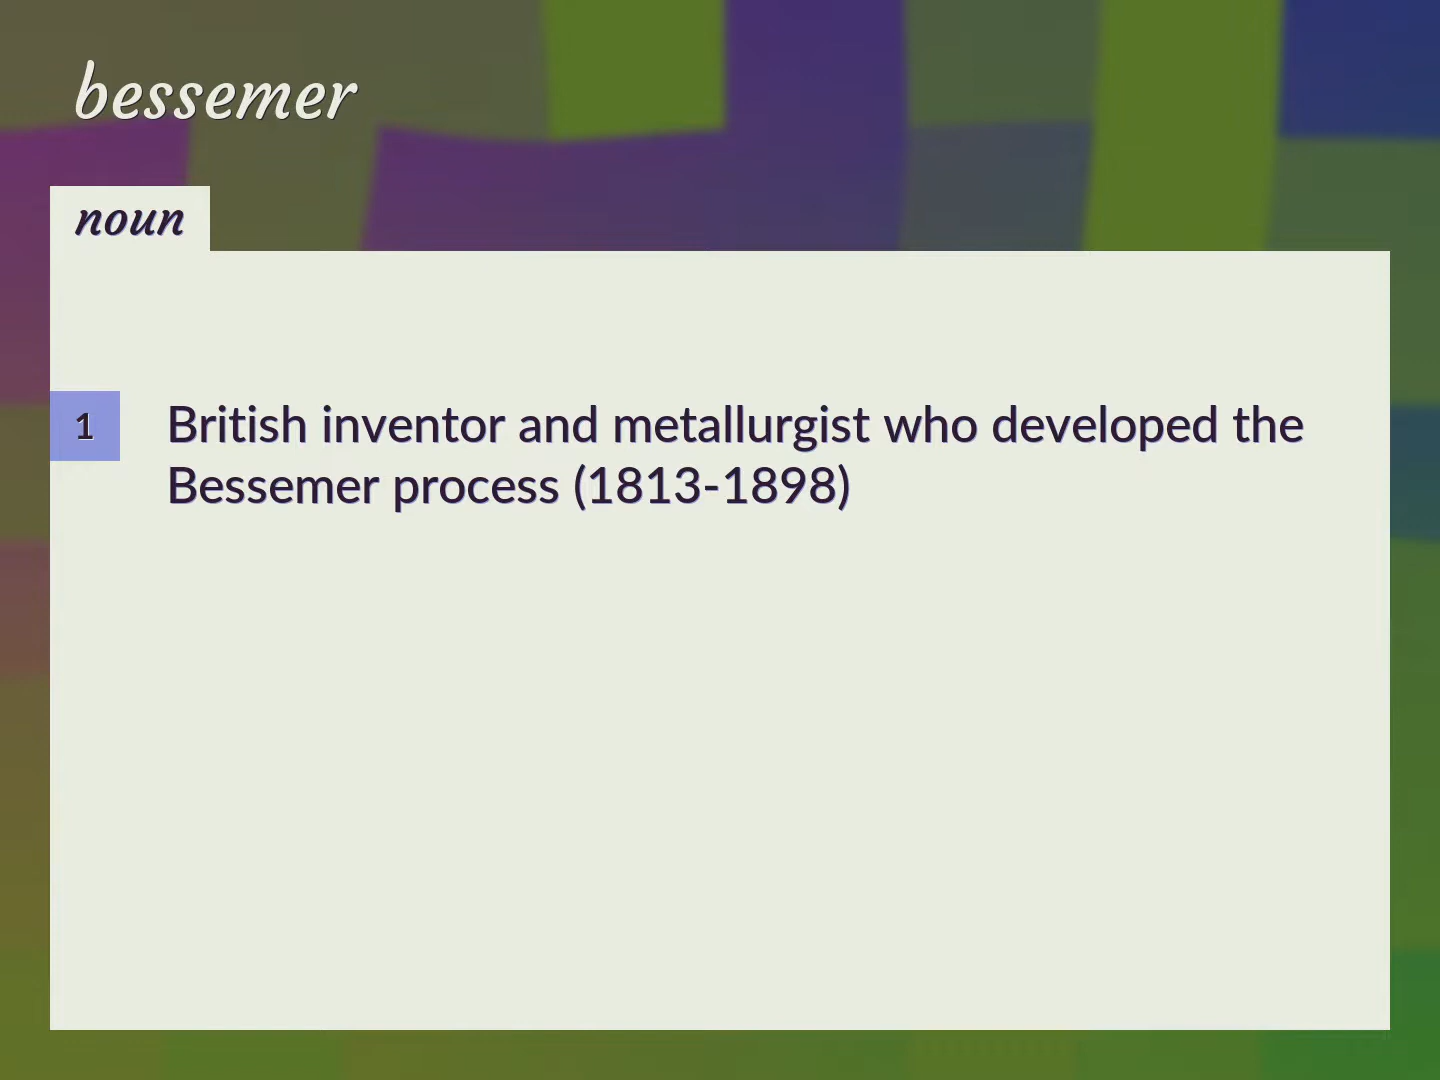 bessemer
noun
1
British inventor and metallurgist who developed the
Bessemer process (1813-1898)